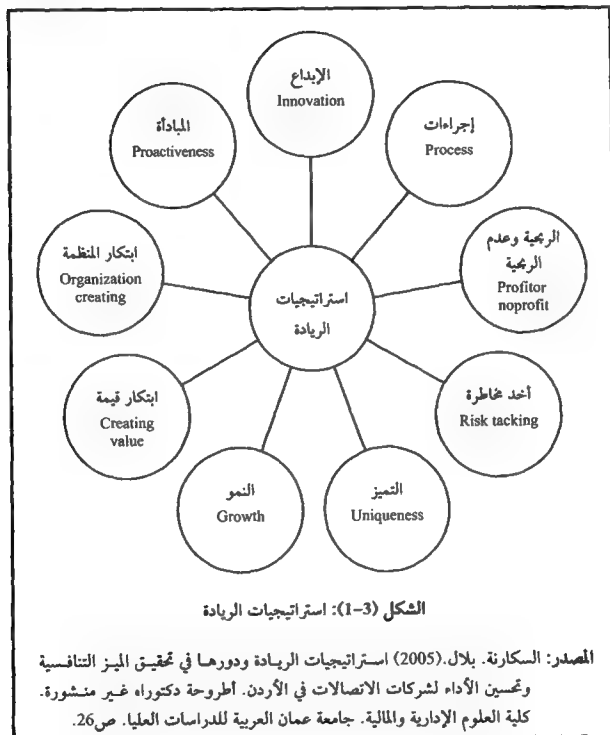 الإبداع
Innovation
إجراءات
Process
الربحية وعدم
الربحية
Profitor
noprofit
أخد مخاطرة
Risk tacking
التميز
Uniqueness
النمو
Growth
ابتكار قيمة
Creating
value
ابتكار المنظمة
Organization
creating
المبادأة
Proactiveness
استراتيجيات
الريادة
الشكل (3-1): استراتيجيات الريادة
المصدر: السكارنة. بلال.(2005) استراتيجيات الريادة ودورها في تحقيق الميز التنافسية
وتحسين الأداء لشركات الاتصالات في الأردن. أطروحة دكتوراه غير منشورة.
كلية العلوم الإدارية والمالية. جامعة عمان العربية للدراسات العليا. ص26.